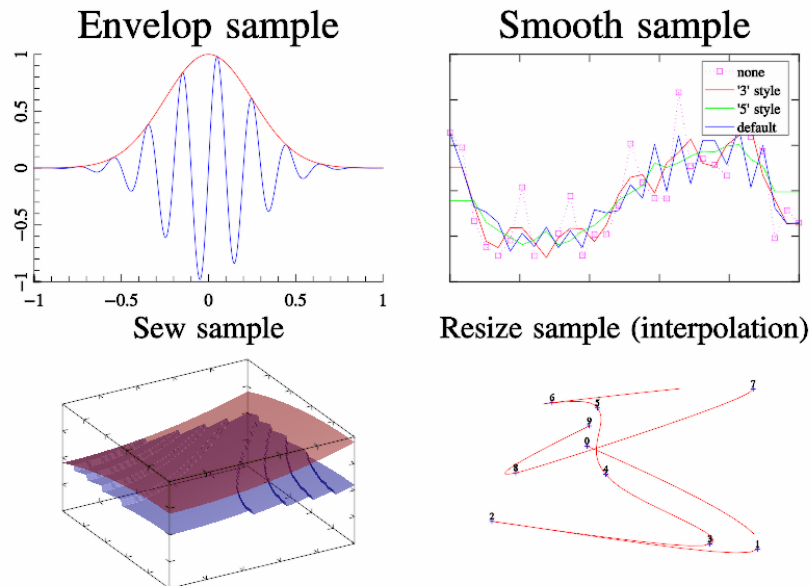 Envelop sample
1
0.5
0
−0.5
−1
−1
−0.5
0
0.5
1
Smooth sample
none
'3' style
'5' style
default
Sew sample
Resize sample (interpolation)
7
6
5
9
0
8
4
2
3
1